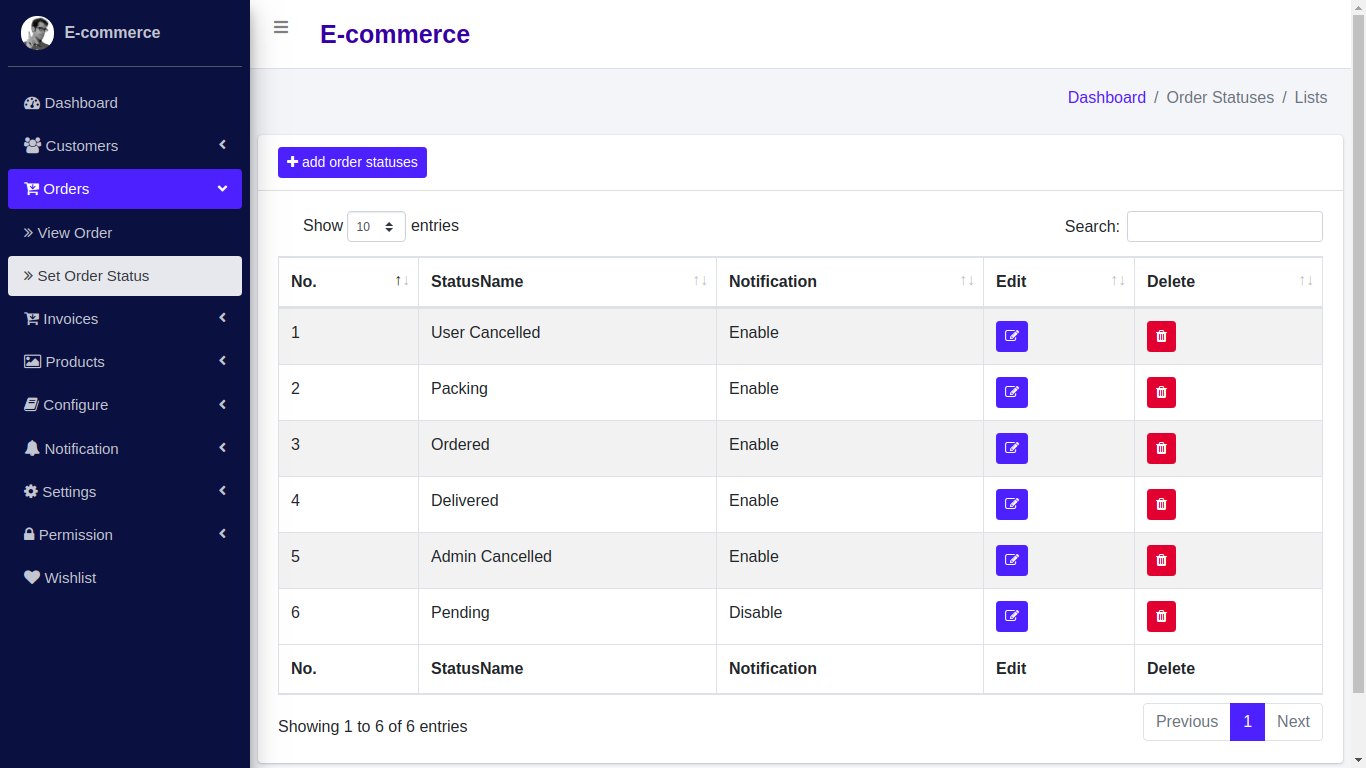 E-commerce
Dashboard
Customers
Orders
View Order
Set Order Status
Invoices
Products
Configure
Notification
Settings
Permission
Wishlist
E-commerce
Dashboard / Order Statuses / Lists
add order statuses
Show 10 entries
Search:
No. StatusName Notification Edit Delete
1 User Cancelled Enable
2 Packing Enable
3 Ordered Enable
4 Delivered Enable
5 Admin Cancelled Enable
6 Pending Disable
No. StatusName Notification Edit Delete
Showing 1 to 6 of 6 entries
Previous 1 Next